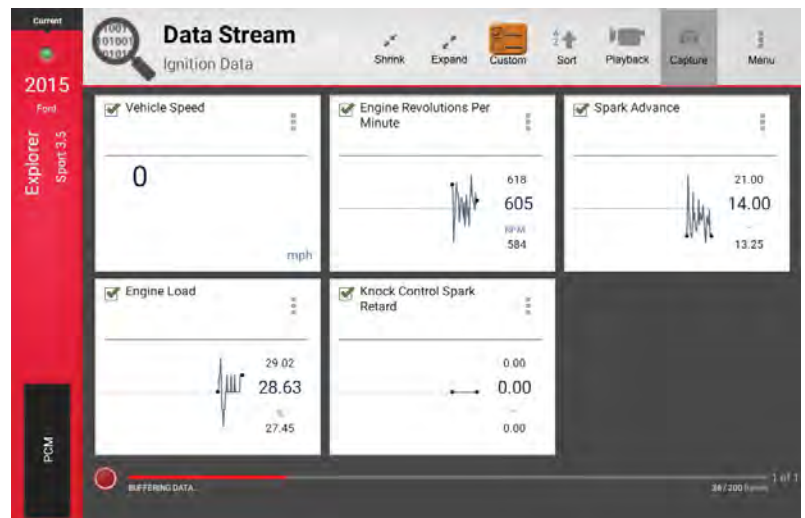 Current
2015
Ford
Explorer
Sport 3.5
PCM
Data Stream
Ignition Data
Shrink
Expand
Custom
Sort
Playback
Capture
Menu
Vehicle Speed
0
mph
Engine Revolutions Per
Minute
618
605
RPM
584
Spark Advance
21.00
14.00
13.25
Engine Load
29.02
28.63
%
27.45
Knock Control Spark
Retard
0.00
0.00
0.00
BUFFERING DATA...
1 of 1
36 / 200 frames